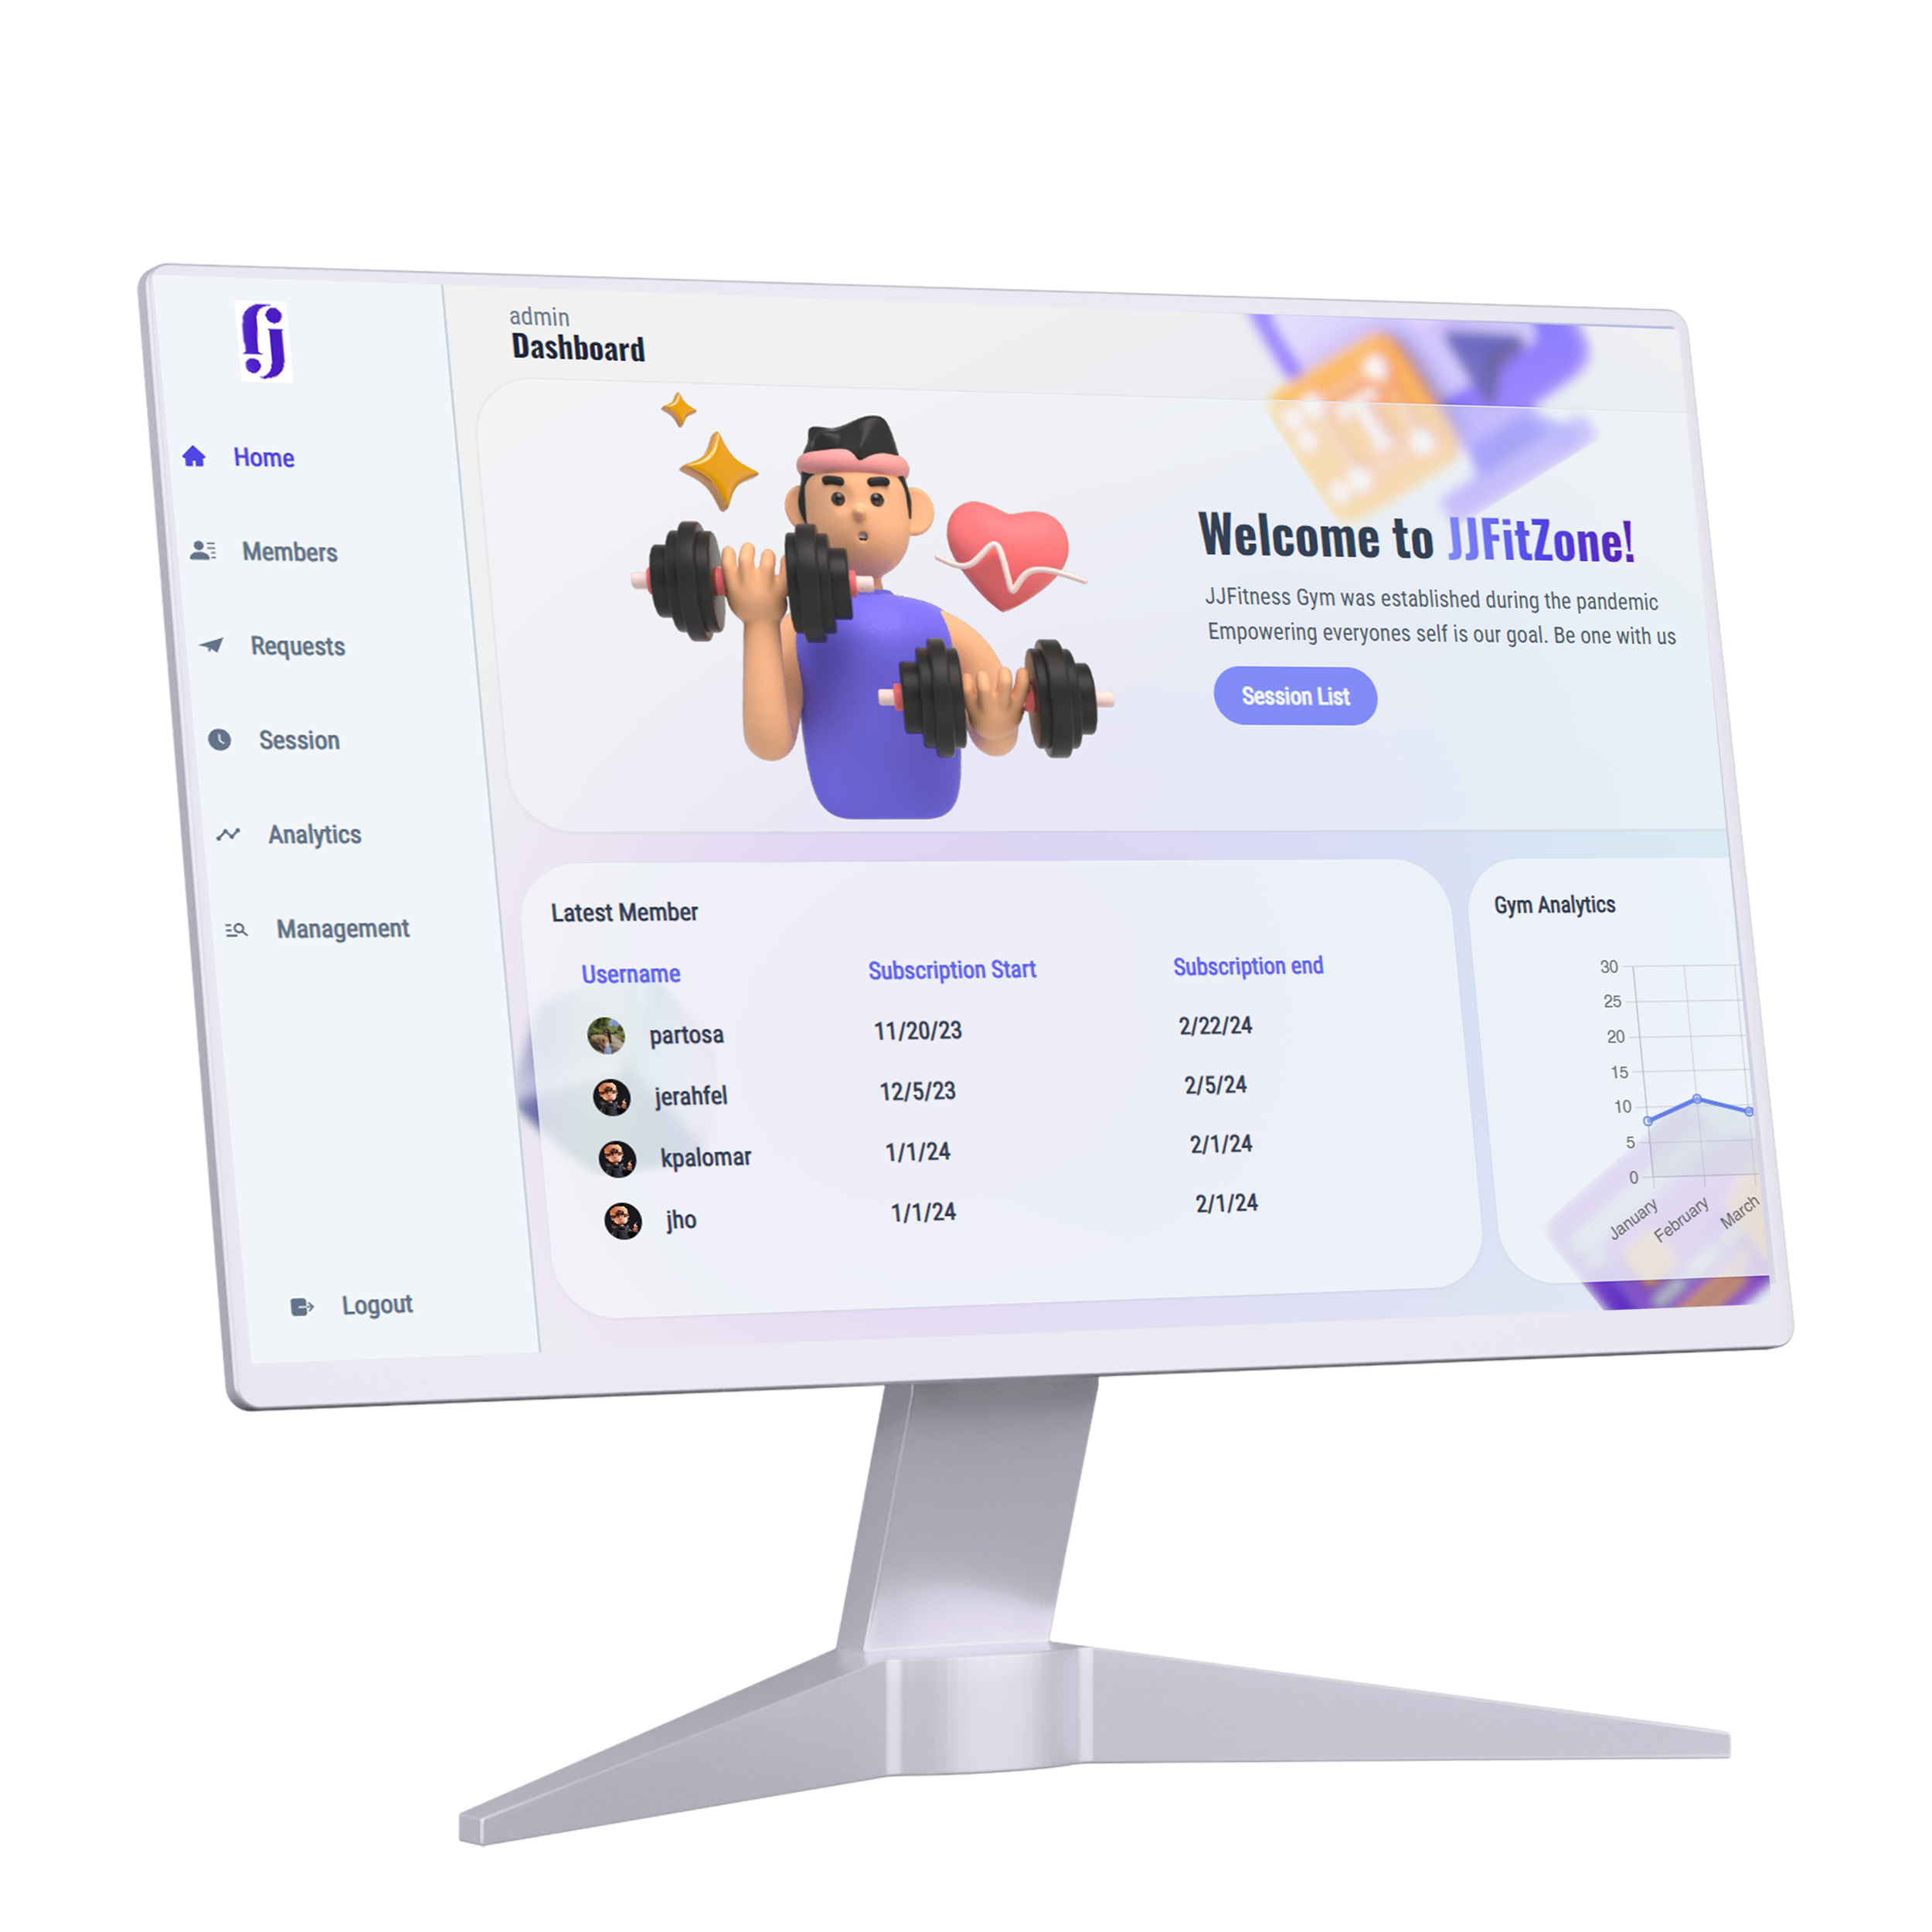 admin
Dashboard
Home
Members
Requests
Session
Analytics
Management
Logout
T
Welcome to JJFitZone!
JJFitness Gym was established during the pandemic
Empowering everyones self is our goal. Be one with us
Session List
Latest Member
Username Subscription Start Subscription end
partosa 11/20/23 2/22/24
jerahfel 12/5/23 2/5/24
kpalomar 1/1/24 2/1/24
jho 1/1/24 2/1/24
Gym Analytics
30
25
20
15
10
5
0
January February March